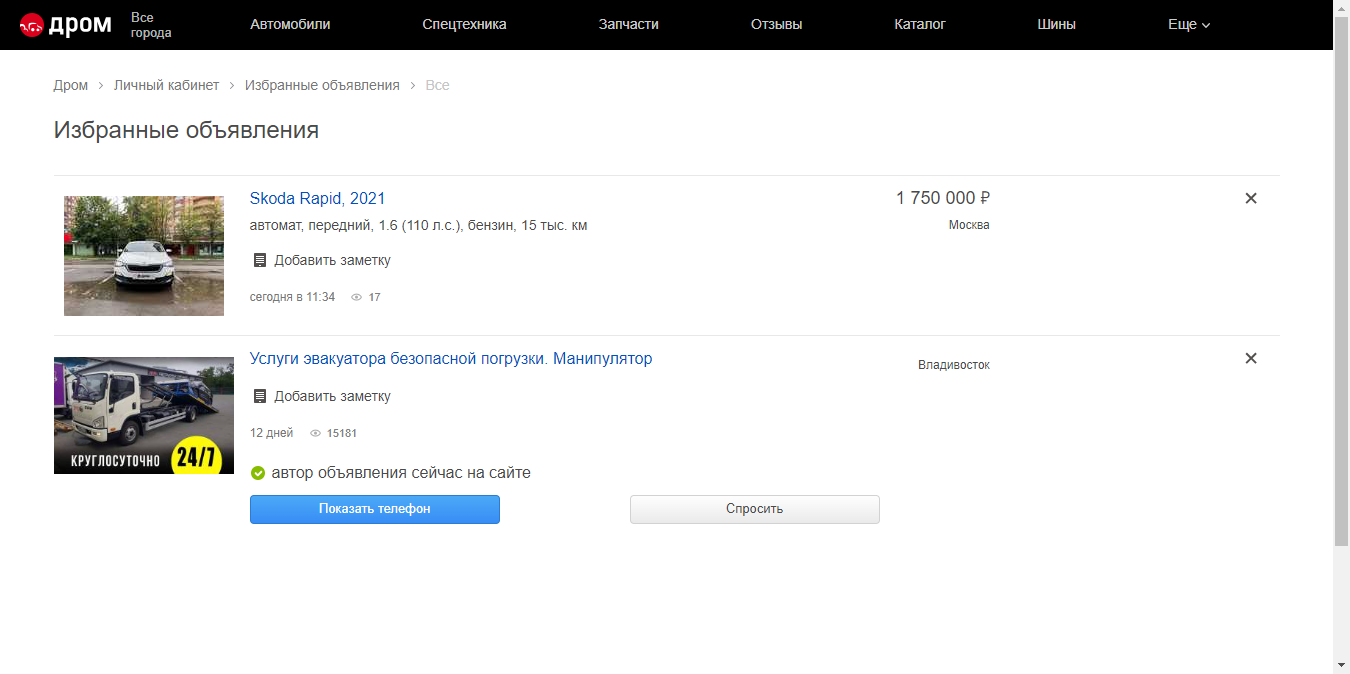 дром
Все города
Автомобили
Спецтехника
Запчасти
Отзывы
Каталог
Шины
Еще
Дром > Личный кабинет > Избранные объявления > Все
Избранные объявления
Skoda Rapid, 2021
1 750 000 ₽
автомат, передний, 1.6 (110 л.с.), бензин, 15 тыс. км
Москва
Добавить заметку
сегодня в 11:34 17
Услуги эвакуатора безопасной погрузки. Манипулятор
Владивосток
Добавить заметку
12 дней 15181
КРУГЛОСУТОЧНО 24/7
автор объявления сейчас на сайте
Показать телефон
Спросить